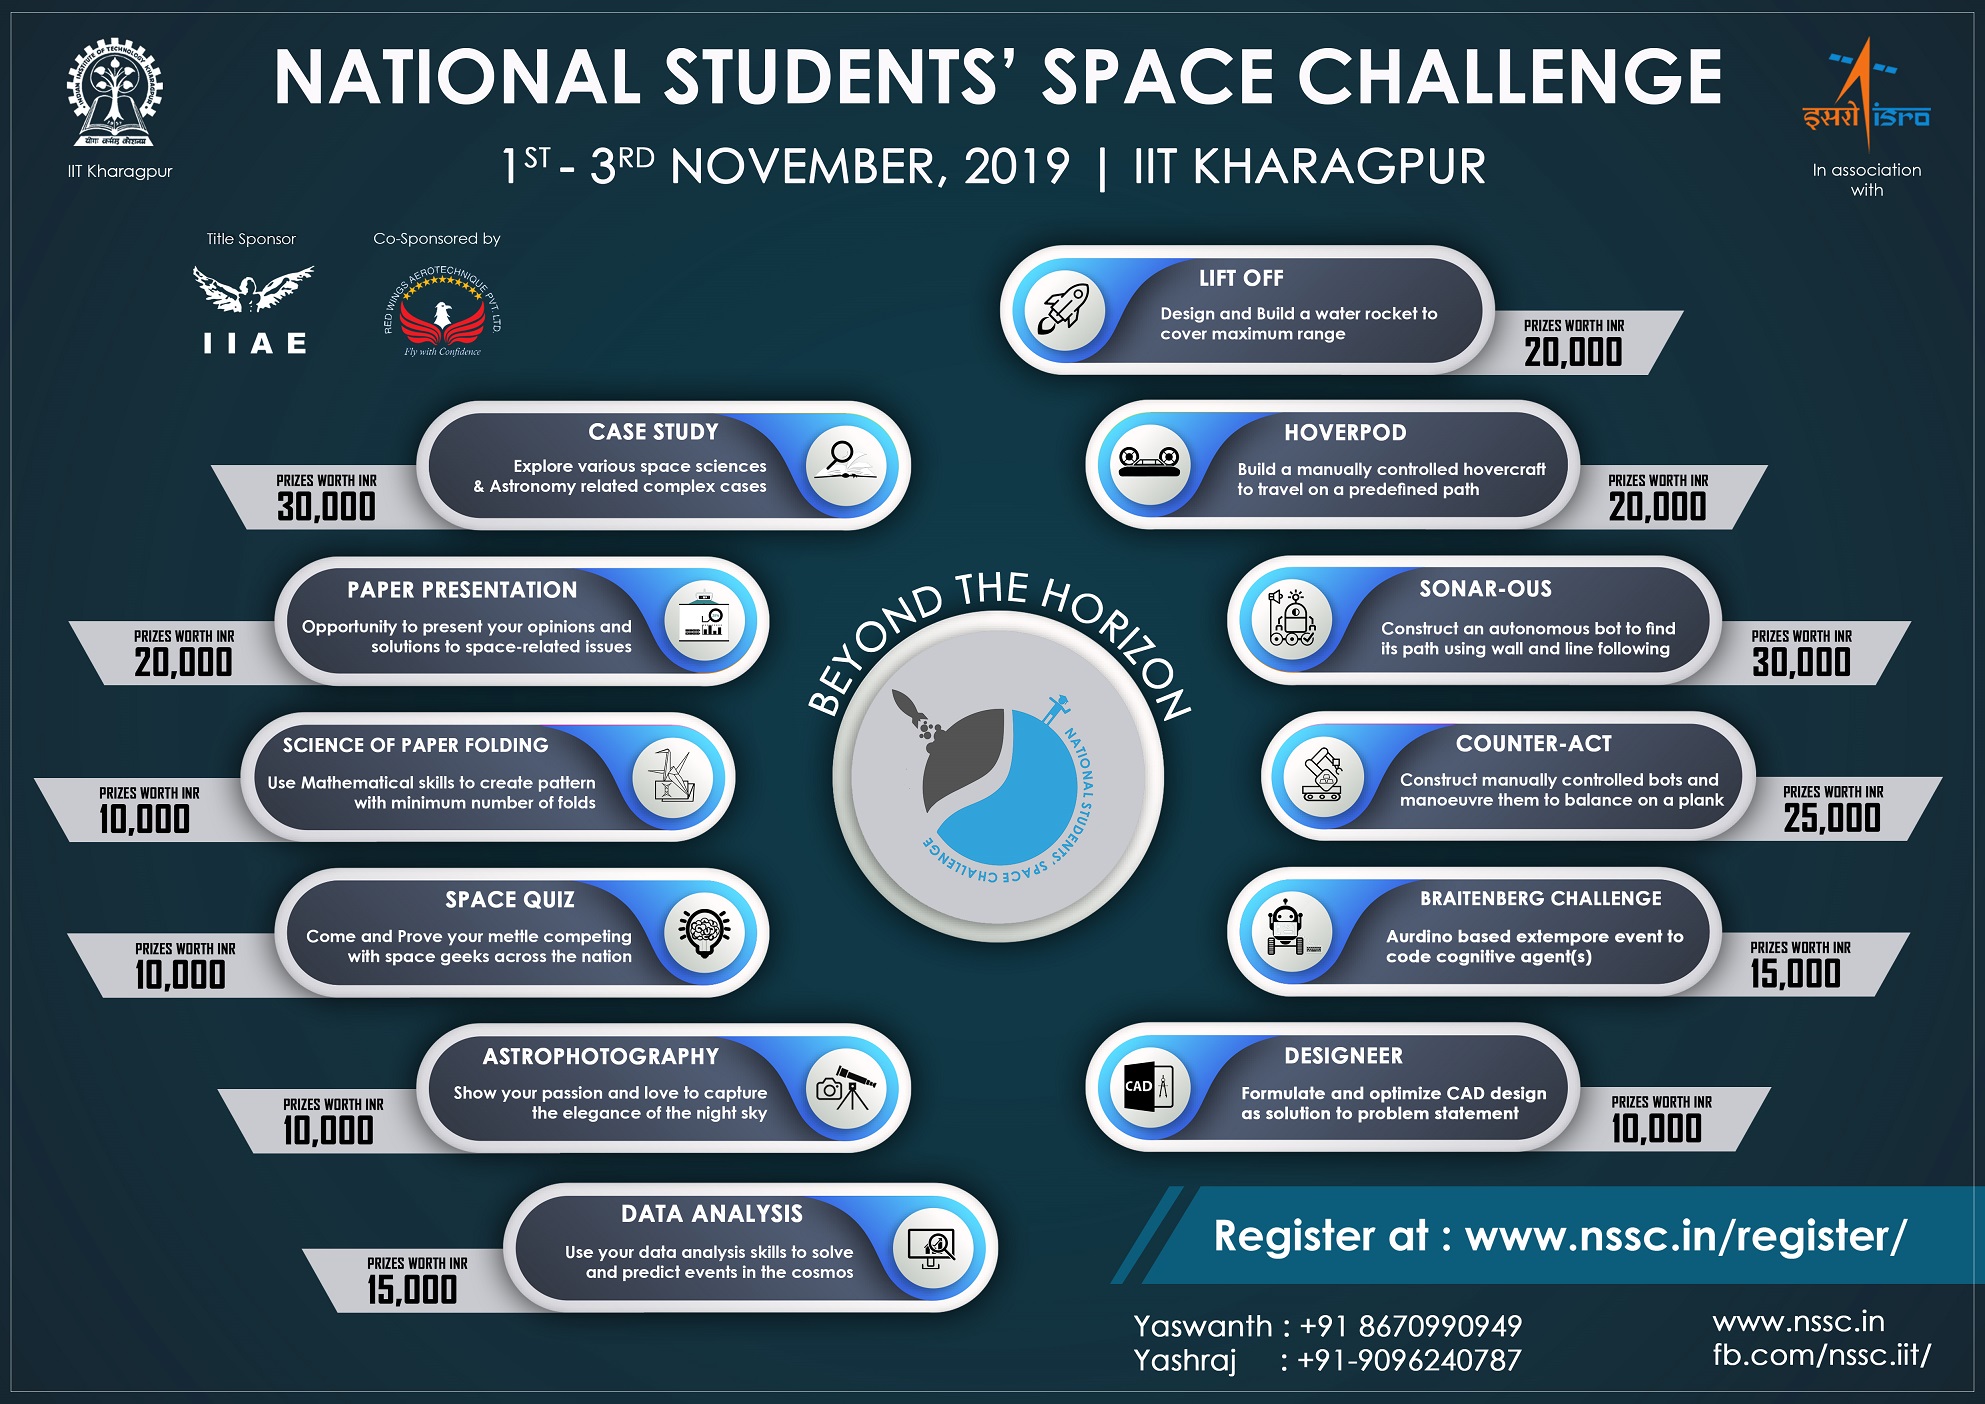 NATIONAL STUDENTS’ SPACE CHALLENGE
1ST - 3RD NOVEMBER, 2019 | IIT KHARAGPUR
INDIAN INSTITUTE OF TECHNOLOGY KHARAGPUR
योगः कर्मसु कौशलम्
IIT Kharagpur
इसरो isro
In association
with
Title Sponsor
IIAE
Co-Sponsored by
RED WINGS AEROTECHNIQUE PVT. LTD.
Fly with Confidence
LIFT OFF
Design and Build a water rocket to
cover maximum range
PRIZES WORTH INR
20,000
CASE STUDY
Explore various space sciences
& Astronomy related complex cases
PRIZES WORTH INR
30,000
HOVERPOD
Build a manually controlled hovercraft
to travel on a predefined path
PRIZES WORTH INR
20,000
PAPER PRESENTATION
Opportunity to present your opinions and
solutions to space-related issues
PRIZES WORTH INR
20,000
SONAR-OUS
Construct an autonomous bot to find
its path using wall and line following
PRIZES WORTH INR
30,000
BEYOND THE HORIZON
NATIONAL STUDENTS' SPACE CHALLENGE
SCIENCE OF PAPER FOLDING
Use Mathematical skills to create pattern
with minimum number of folds
PRIZES WORTH INR
10,000
COUNTER-ACT
Construct manually controlled bots and
manoeuvre them to balance on a plank
PRIZES WORTH INR
25,000
SPACE QUIZ
Come and Prove your mettle competing
with space geeks across the nation
PRIZES WORTH INR
10,000
BRAITENBERG CHALLENGE
Aurdino based extempore event to
code cognitive agent(s)
PRIZES WORTH INR
15,000
ASTROPHOTOGRAPHY
Show your passion and love to capture
the elegance of the night sky
PRIZES WORTH INR
10,000
DESIGNEER
CAD
Formulate and optimize CAD design
as solution to problem statement
PRIZES WORTH INR
10,000
DATA ANALYSIS
Use your data analysis skills to solve
and predict events in the cosmos
PRIZES WORTH INR
15,000
Register at : www.nssc.in/register/
Yaswanth : +91 8670990949
Yashraj : +91-9096240787
www.nssc.in
fb.com/nssc.iit/